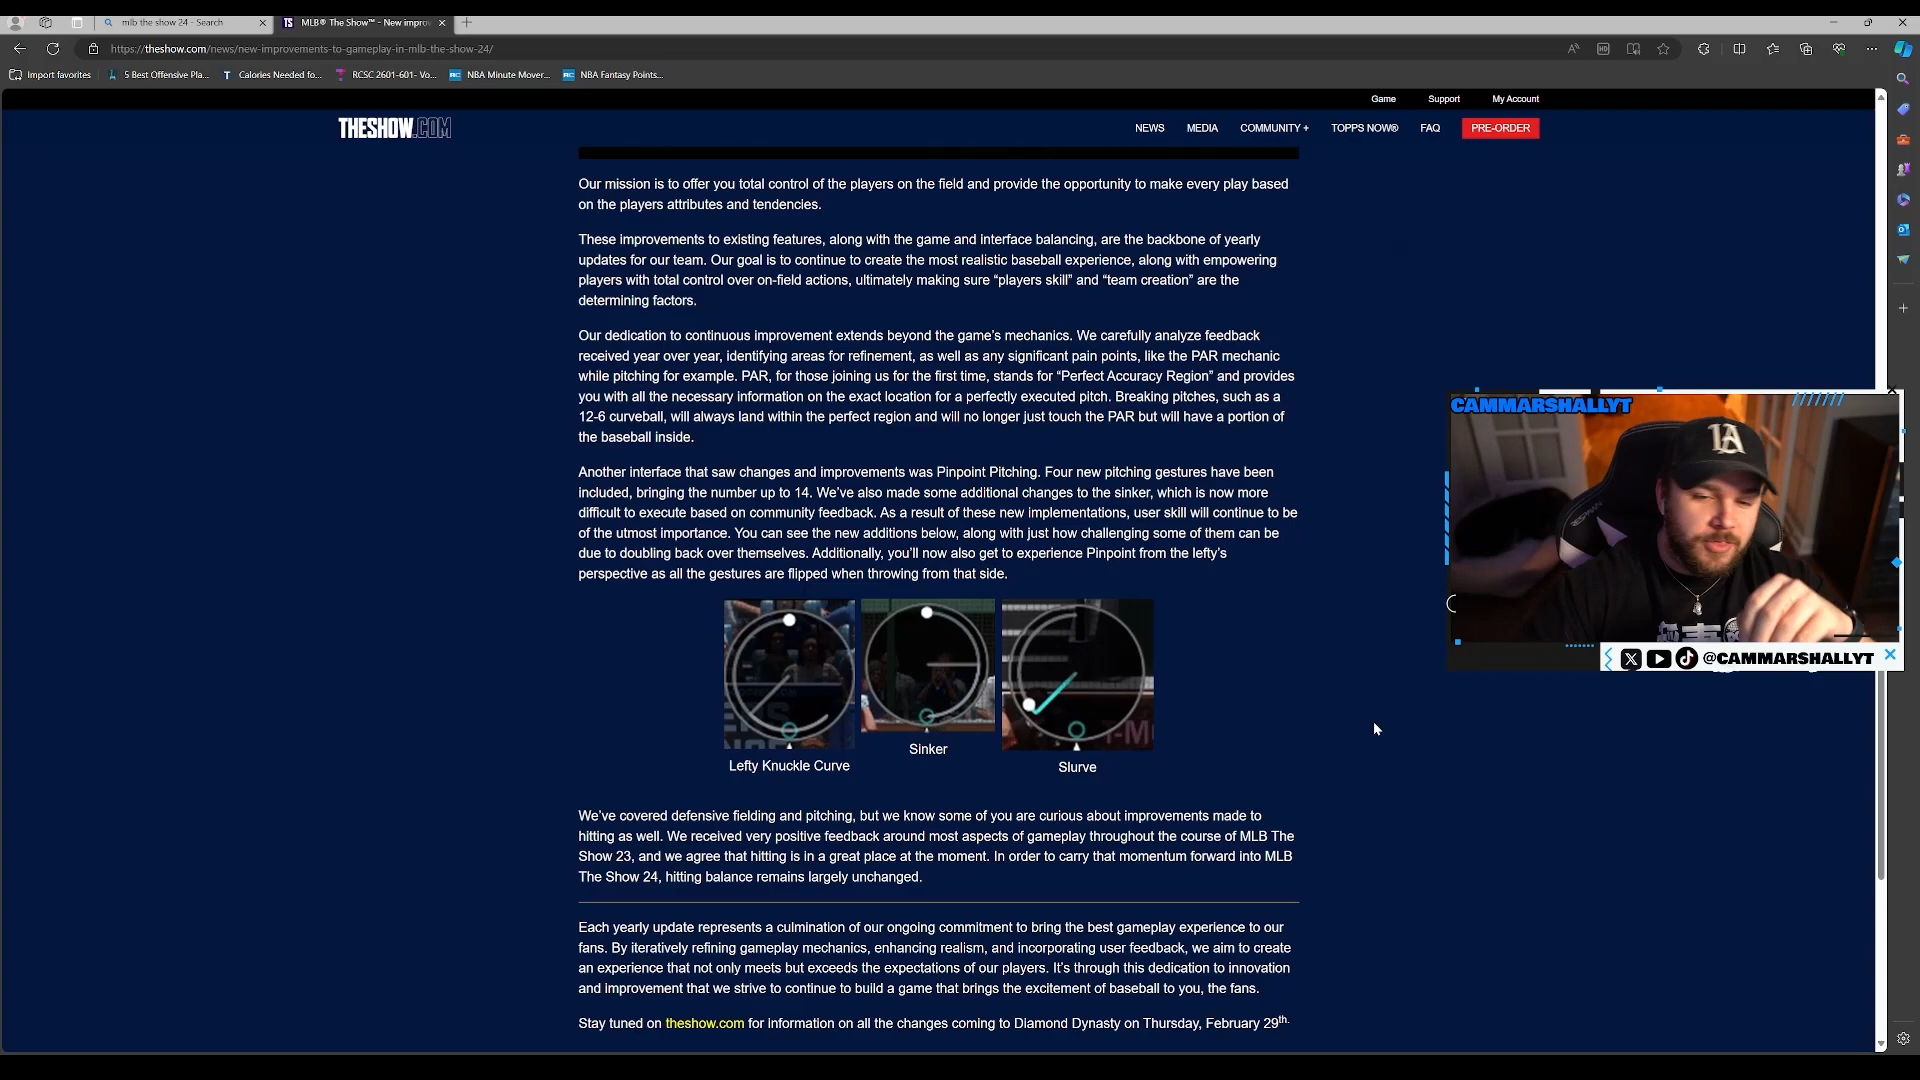 mlb the show 24 - Search
TS MLB® The Show™ - New improv
https://theshow.com/news/new-improvements-to-gameplay-in-mlb-the-show-24/
Import favorites
5 Best Offensive Pla...
Calories Needed fo...
RCSC 2601-601- Vo...
NBA Minute Mover...
NBA Fantasy Points...
Game Support My Account
THESHOW.COM
NEWS MEDIA COMMUNITY + TOPPS NOW® FAQ PRE-ORDER
Our mission is to offer you total control of the players on the field and provide the opportunity to make every play based
on the players attributes and tendencies.
These improvements to existing features, along with the game and interface balancing, are the backbone of yearly
updates for our team. Our goal is to continue to create the most realistic baseball experience, along with empowering
players with total control over on-field actions, ultimately making sure “players skill” and “team creation” are the
determining factors.
Our dedication to continuous improvement extends beyond the game’s mechanics. We carefully analyze feedback
received year over year, identifying areas for refinement, as well as any significant pain points, like the PAR mechanic
while pitching for example. PAR, for those joining us for the first time, stands for “Perfect Accuracy Region” and provides
you with all the necessary information on the exact location for a perfectly executed pitch. Breaking pitches, such as a
12-6 curveball, will always land within the perfect region and will no longer just touch the PAR but will have a portion of
the baseball inside.
Another interface that saw changes and improvements was Pinpoint Pitching. Four new pitching gestures have been
included, bringing the number up to 14. We’ve also made some additional changes to the sinker, which is now more
difficult to execute based on community feedback. As a result of these new implementations, user skill will continue to be
of the utmost importance. You can see the new additions below, along with just how challenging some of them can be
due to doubling back over themselves. Additionally, you’ll now also get to experience Pinpoint from the lefty’s
perspective as all the gestures are flipped when throwing from that side.
Lefty Knuckle Curve
Sinker
Slurve
We’ve covered defensive fielding and pitching, but we know some of you are curious about improvements made to
hitting as well. We received very positive feedback around most aspects of gameplay throughout the course of MLB The
Show 23, and we agree that hitting is in a great place at the moment. In order to carry that momentum forward into MLB
The Show 24, hitting balance remains largely unchanged.
Each yearly update represents a culmination of our ongoing commitment to bring the best gameplay experience to our
fans. By iteratively refining gameplay mechanics, enhancing realism, and incorporating user feedback, we aim to create
an experience that not only meets but exceeds the expectations of our players. It’s through this dedication to innovation
and improvement that we strive to continue to build a game that brings the excitement of baseball to you, the fans.
Stay tuned on theshow.com for information on all the changes coming to Diamond Dynasty on Thursday, February 29th.
CAMMARSHALLYT
LA
RESPAWN
@CAMMARSHALLYT